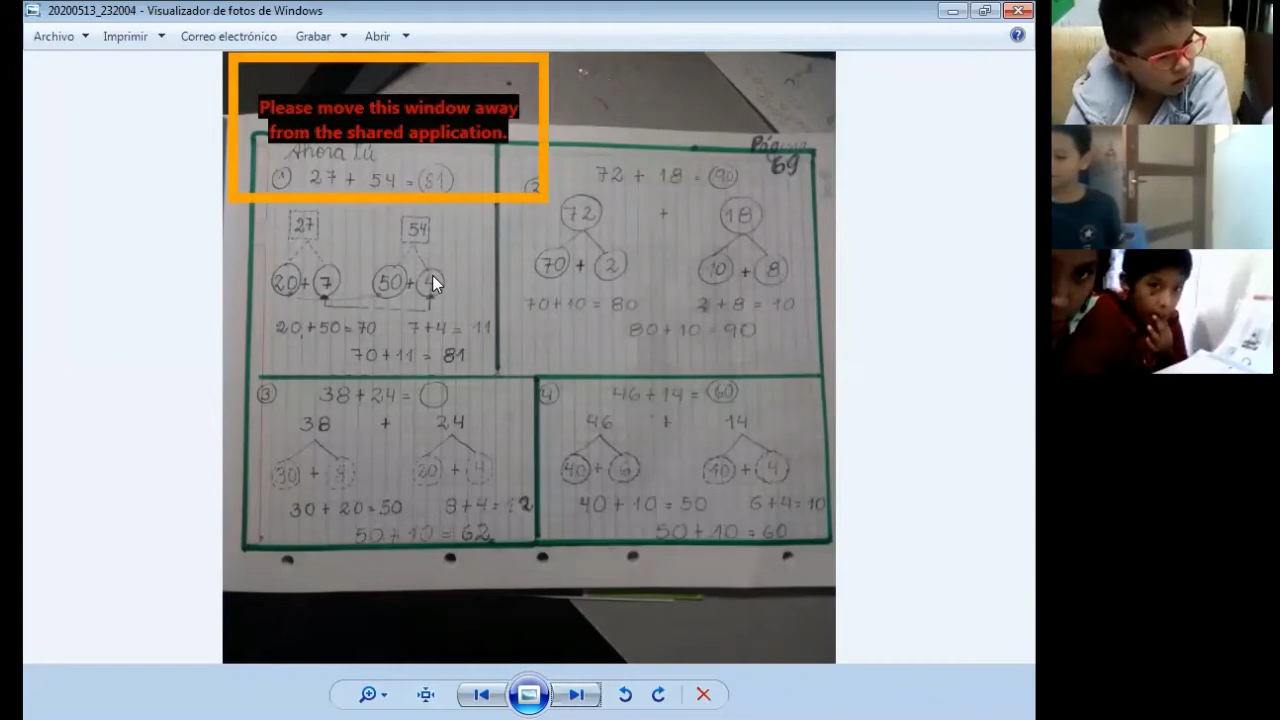 20200513_232004 - Visualizador de fotos de Windows
Archivo Imprimir Correo electrónico Grabar Abrir
Please move this window away
from the shared application.
Ahora tú
Página
69
1 27 + 54 = 81
27 54
20 + 7 50 + 4
20 + 50 = 70 7 + 4 = 11
70 + 11 = 81
2 72 + 18 = 90
72 + 18
70 + 2 10 + 8
70 + 10 = 80 2 + 8 = 10
80 + 10 = 90
3 38 + 24 =
38 + 24
30 + 8 20 + 4
30 + 20 = 50 8 + 4 = 12
50 + 10 = 62
4 46 + 14 = 60
46 + 14
40 + 6 10 + 4
40 + 10 = 50 6 + 4 = 10
50 + 10 = 60